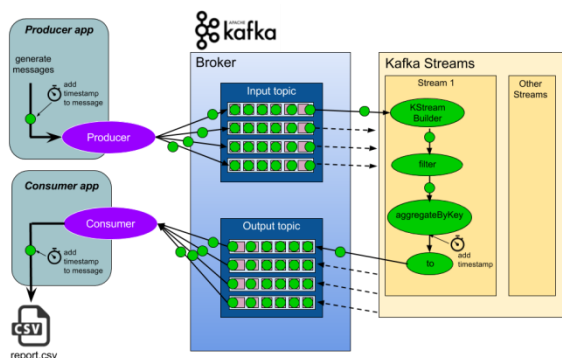 Producer app
generate
messages
add
timestamp
to message
Producer
Consumer app
Consumer
add
timestamp
to message
CSV
report.csv
APACHE
kafka
Broker
Input topic
Output topic
Kafka Streams
Stream 1
KStream
Builder
filter
aggregateByKey
add
timestamp
to
Other
Streams